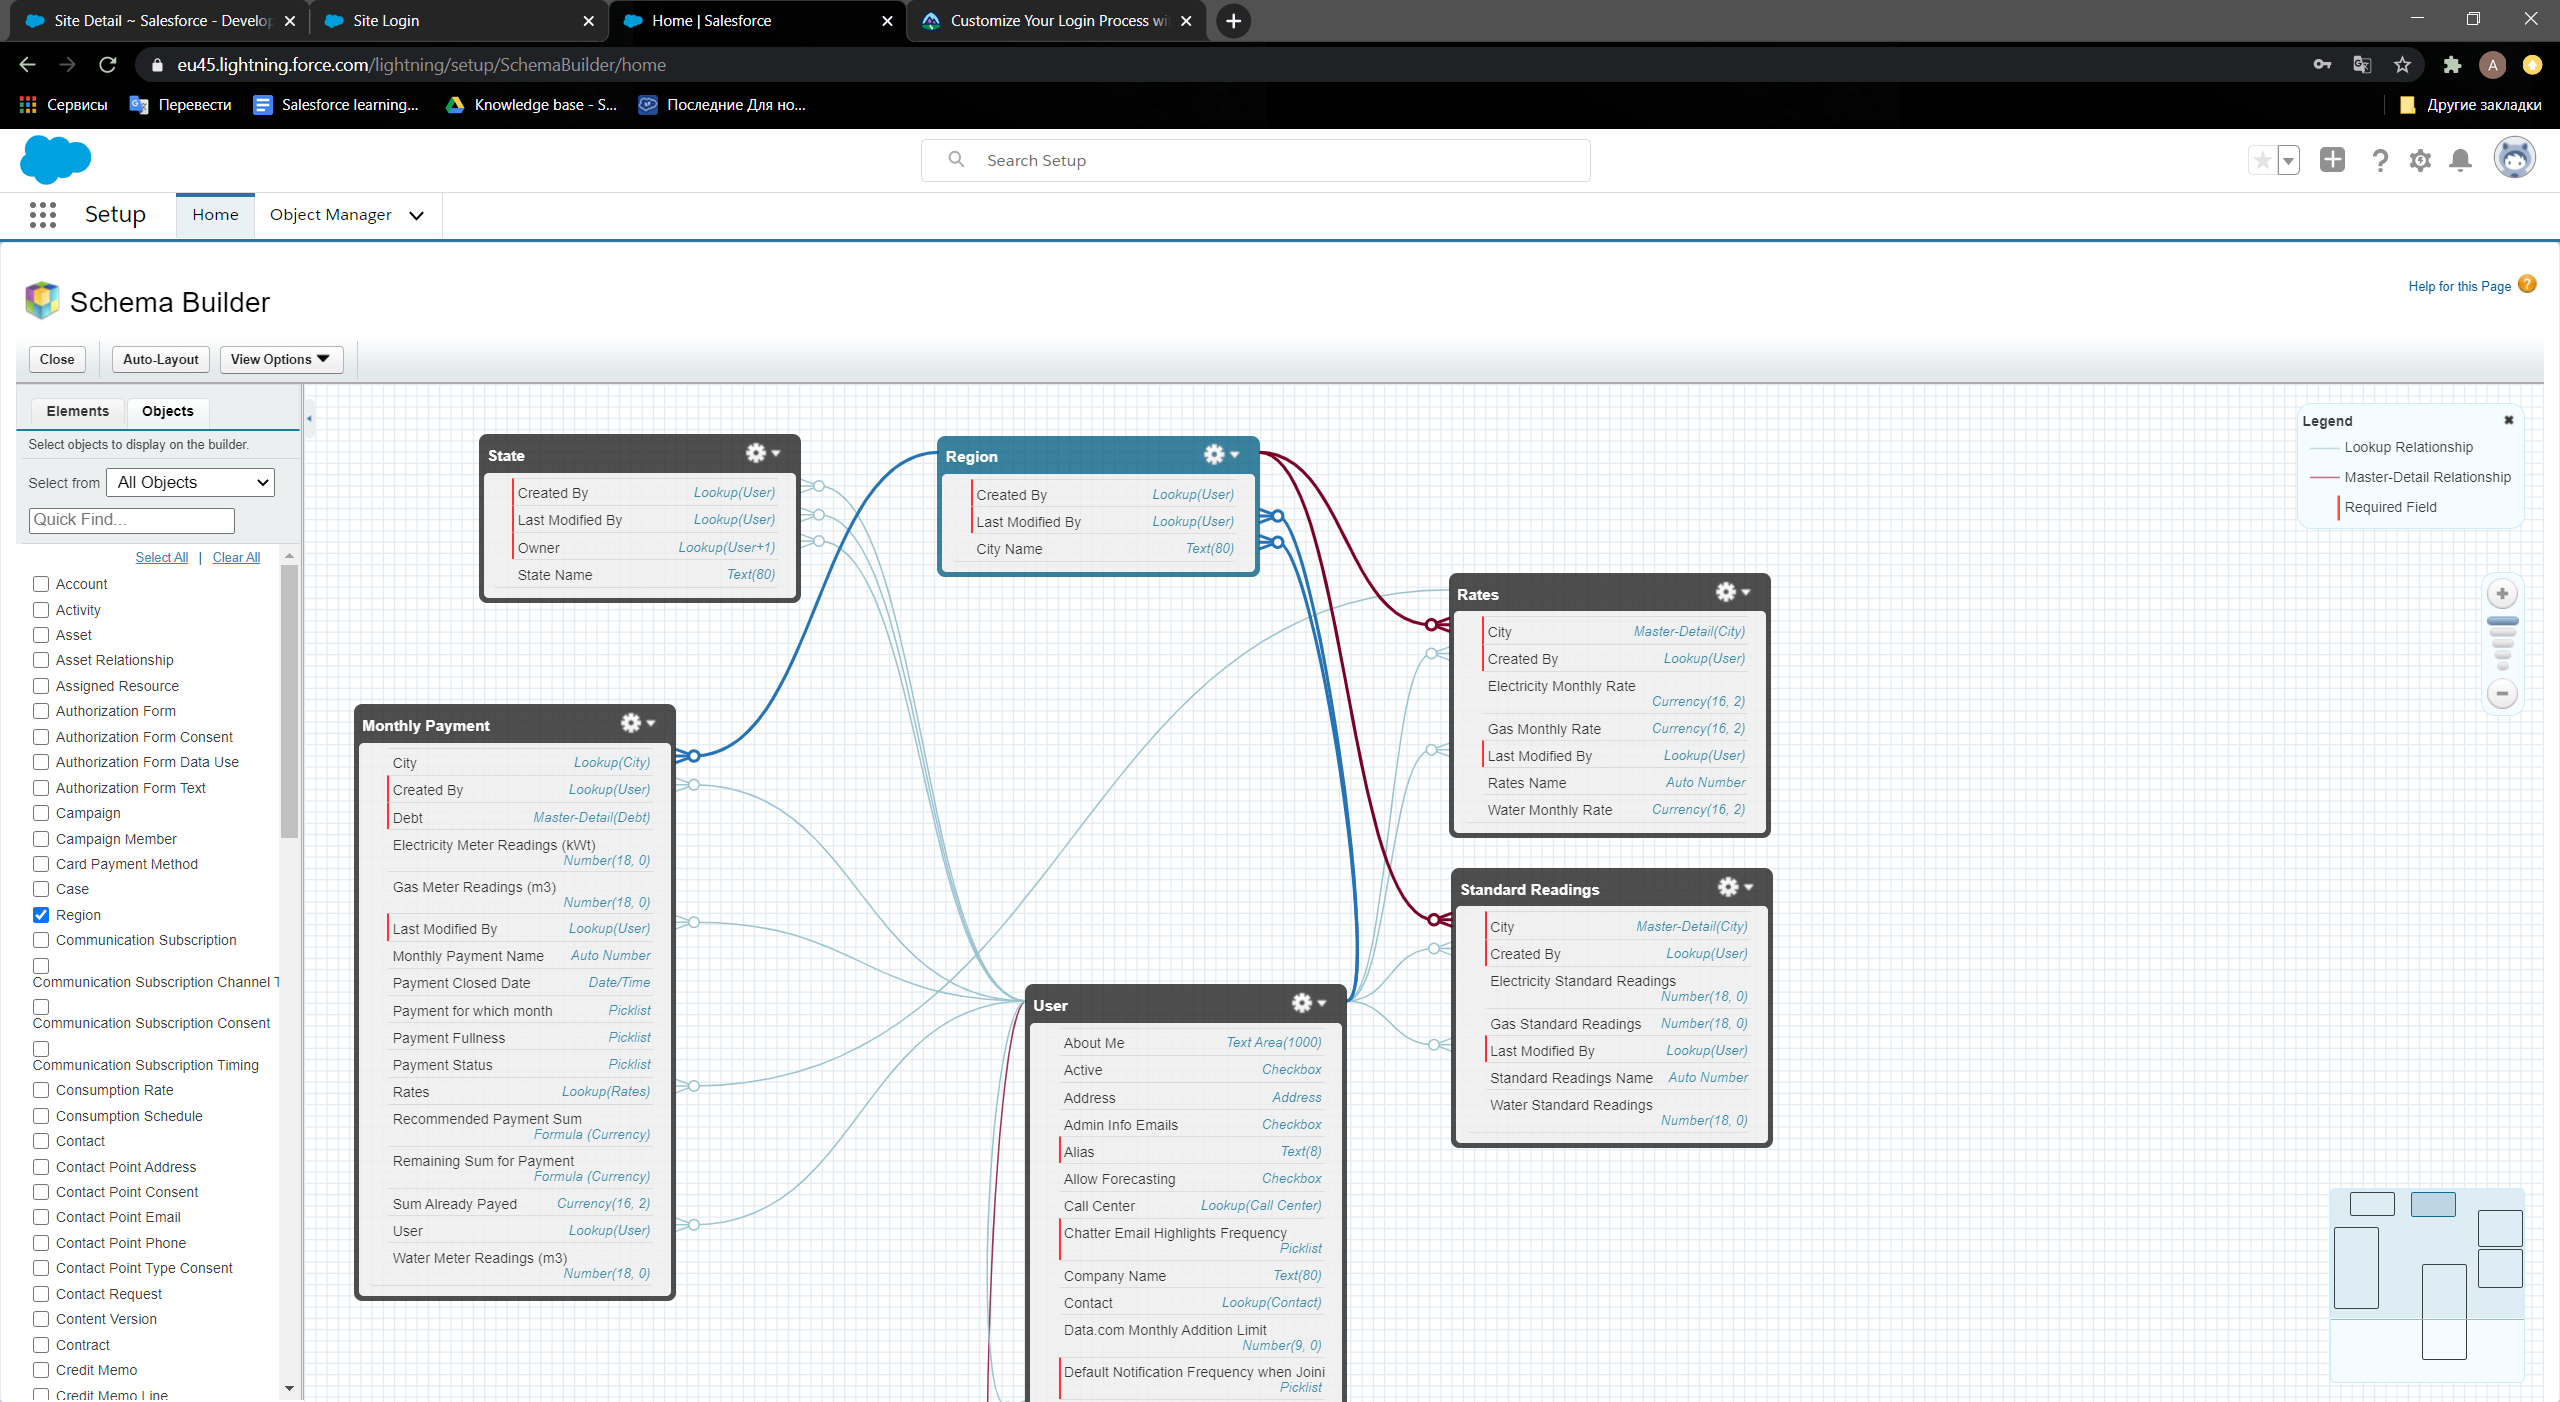 Site Detail ~ Salesforce - Develop
Site Login
Home | Salesforce
Customize Your Login Process wi
eu45.lightning.force.com/lightning/setup/SchemaBuilder/home
A
Сервисы
Перевести
Salesforce learning...
Knowledge base - S...
Последние Для но...
Другие закладки
Search Setup
Setup
Home
Object Manager
Schema Builder
Help for this Page
Close
Auto-Layout
View Options
Elements
Objects
Select objects to display on the builder.
Select from All Objects
Quick Find...
Select All | Clear All
Account
Activity
Asset
Asset Relationship
Assigned Resource
Authorization Form
Authorization Form Consent
Authorization Form Data Use
Authorization Form Text
Campaign
Campaign Member
Card Payment Method
Case
Region
Communication Subscription
Communication Subscription Channel T
Communication Subscription Consent
Communication Subscription Timing
Consumption Rate
Consumption Schedule
Contact
Contact Point Address
Contact Point Consent
Contact Point Email
Contact Point Phone
Contact Point Type Consent
Contact Request
Content Version
Contract
Credit Memo
Credit Memo Line
State
Created By Lookup(User)
Last Modified By Lookup(User)
Owner Lookup(User+1)
State Name Text(80)
Region
Created By Lookup(User)
Last Modified By Lookup(User)
City Name Text(80)
Monthly Payment
City Lookup(City)
Created By Lookup(User)
Debt Master-Detail(Debt)
Electricity Meter Readings (kWt)
Number(18, 0)
Gas Meter Readings (m3)
Number(18, 0)
Last Modified By Lookup(User)
Monthly Payment Name Auto Number
Payment Closed Date Date/Time
Payment for which month Picklist
Payment Fullness Picklist
Payment Status Picklist
Rates Lookup(Rates)
Recommended Payment Sum
Formula (Currency)
Remaining Sum for Payment
Formula (Currency)
Sum Already Payed Currency(16, 2)
User Lookup(User)
Water Meter Readings (m3)
Number(18, 0)
User
About Me Text Area(1000)
Active Checkbox
Address Address
Admin Info Emails Checkbox
Alias Text(8)
Allow Forecasting Checkbox
Call Center Lookup(Call Center)
Chatter Email Highlights Frequency
Picklist
Company Name Text(80)
Contact Lookup(Contact)
Data.com Monthly Addition Limit
Number(9, 0)
Default Notification Frequency when Joini
Picklist
Rates
City Master-Detail(City)
Created By Lookup(User)
Electricity Monthly Rate
Currency(16, 2)
Gas Monthly Rate Currency(16, 2)
Last Modified By Lookup(User)
Rates Name Auto Number
Water Monthly Rate Currency(16, 2)
Standard Readings
City Master-Detail(City)
Created By Lookup(User)
Electricity Standard Readings
Number(18, 0)
Gas Standard Readings Number(18, 0)
Last Modified By Lookup(User)
Standard Readings Name Auto Number
Water Standard Readings
Number(18, 0)
Legend
Lookup Relationship
Master-Detail Relationship
Required Field